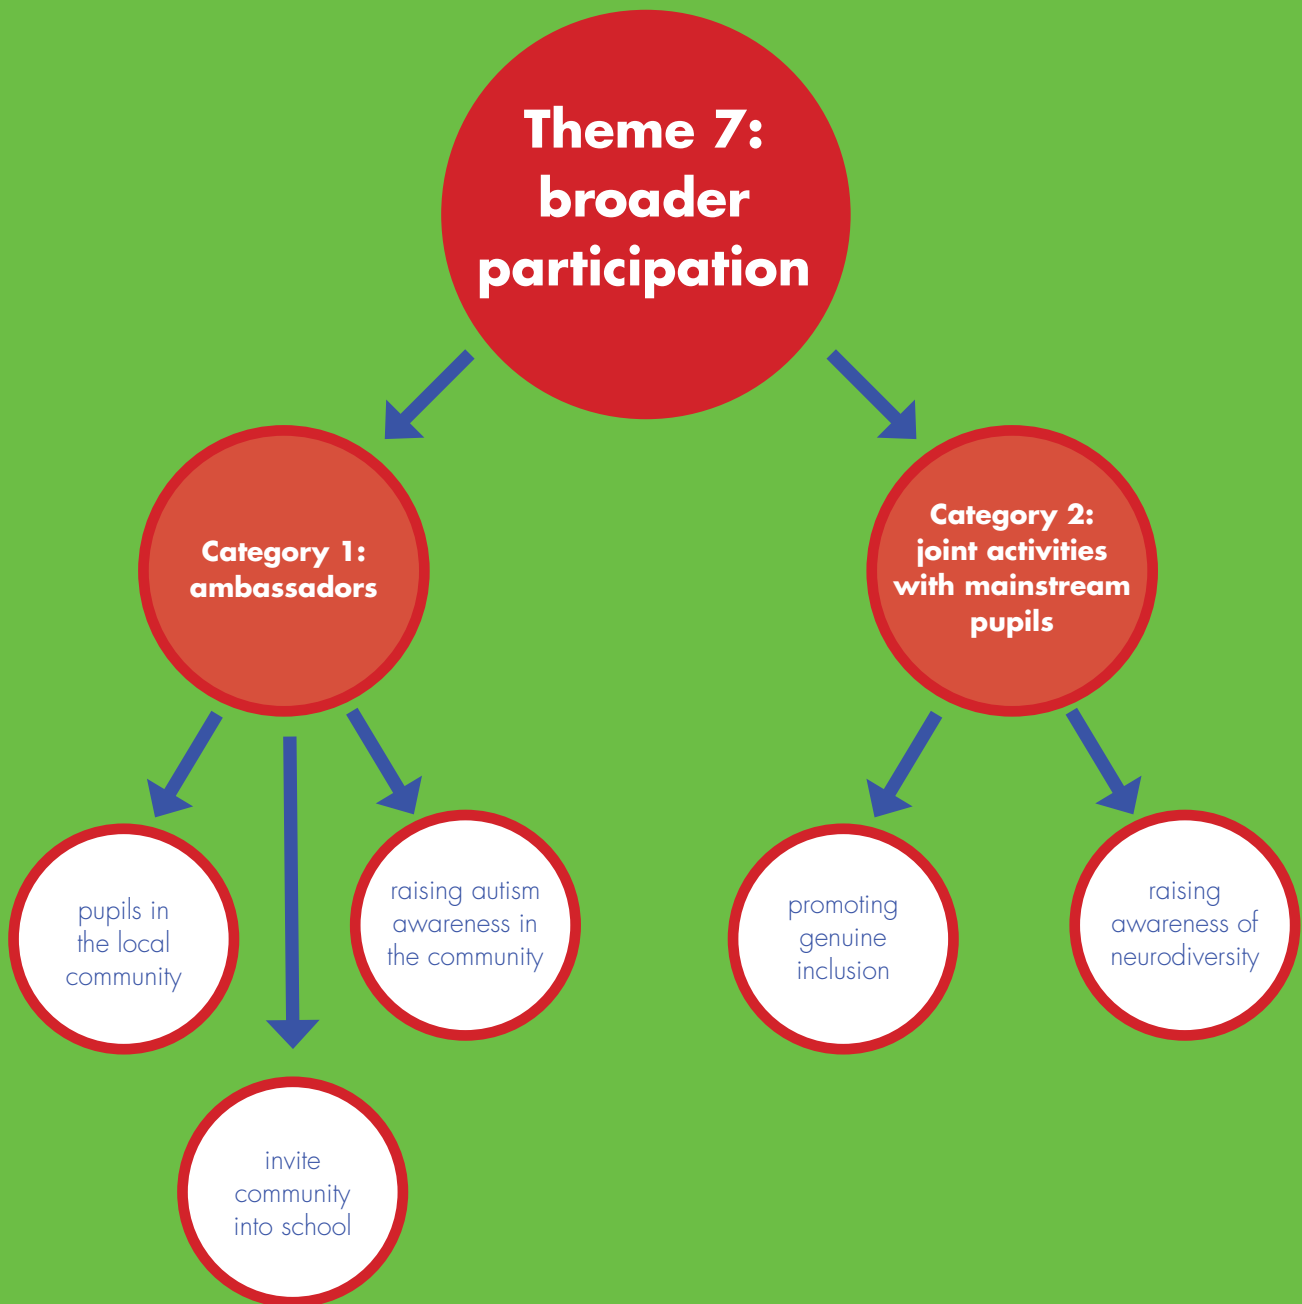 Theme 7:
broader
participation
Category 1:
ambassadors
Category 2:
joint activities
with mainstream
pupils
pupils in
the local
community
invite
community
into school
raising autism
awareness in
the community
promoting
genuine
inclusion
raising
awareness of
neurodiversity